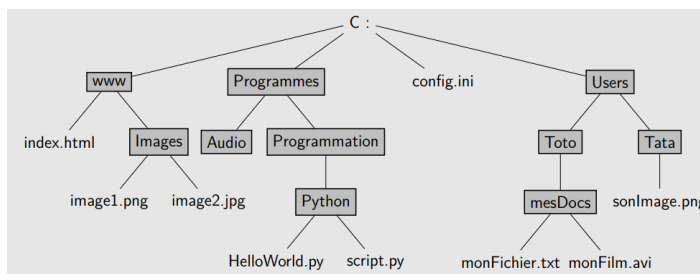 C :
www Programmes config.ini Users
index.html Images Audio Programmation Toto Tata
image1.png image2.jpg Python mesDocs sonImage.png
HelloWorld.py script.py monFichier.txt monFilm.avi